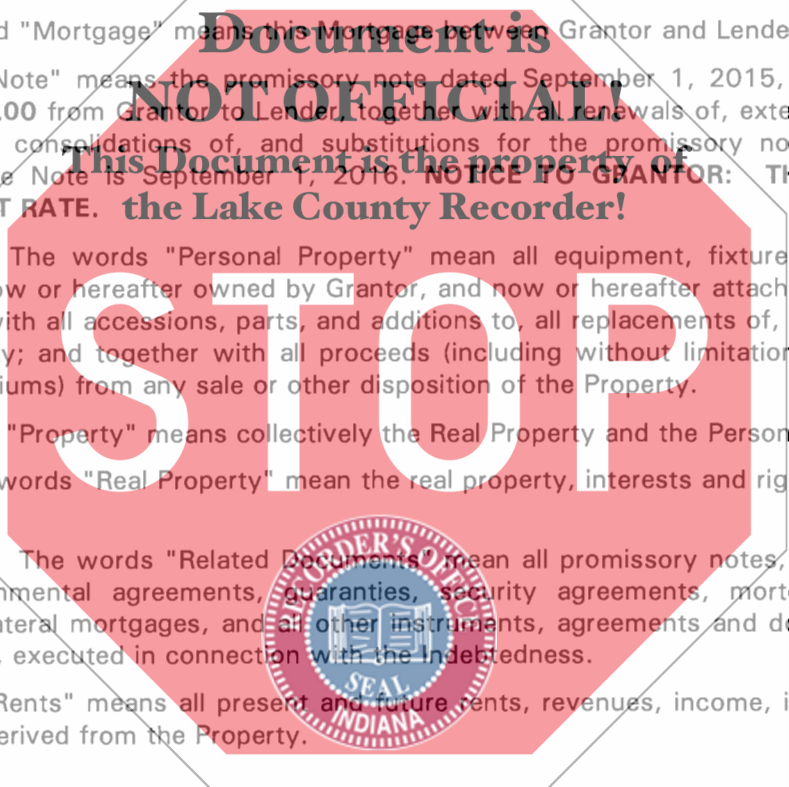 d "Mortgage" means this Mortgage between Grantor and Lende
Document is
Note" means the promissory note dated September 1, 2015,
NOT OFFICIAL!
.00 from Grantor to Lender, together with all renewals of, exte
consolidations of, and substitutions for the promissory no
This Document is the property of
e Note is September 1, 2016. NOTICE TO GRANTOR: TH
T RATE.
the Lake County Recorder!
The words "Personal Property" mean all equipment, fixture
ow or hereafter owned by Grantor, and now or hereafter attach
with all accessions, parts, and additions to, all replacements of,
y; and together with all proceeds (including without limitation
iums) from any sale or other disposition of the Property.
STOP
"Property" means collectively the Real Property and the Person
words "Real Property" mean the real property, interests and rig
The words "Related Documents" mean all promissory notes,
nmental agreements, guaranties, security agreements, mort
ateral mortgages, and all other instruments, agreements and do
, executed in connection with the Indebtedness.
RECORDER'S OFFICE
SEAL
INDIANA
Rents" means all present and future rents, revenues, income, i
erived from the Property.